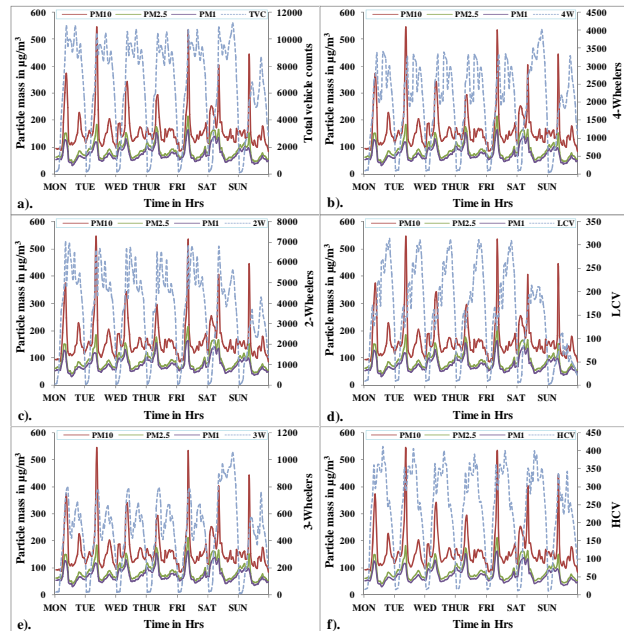 PM10 PM2.5 PM1 TVC
600 12000
500 10000
400 8000
300 6000
200 4000
100 2000
0 0
Particle mass in µg/m³
Total vehicle counts
MON TUE WED THUR FRI SAT SUN
a). Time in Hrs
PM10 PM2.5 PM1 4W
600 4500
500 4000
3500
400 3000
300 2500
2000
200 1500
100 1000
500
0 0
Particle mass in µg/m³
4-Wheelers
MON TUE WED THUR FRI SAT SUN
b). Time in Hrs
PM10 PM2.5 PM1 2W
600 8000
500 7000
6000
400 5000
300 4000
200 3000
2000
100 1000
0 0
Particle mass in µg/m³
2-Wheelers
MON TUE WED THUR FRI SAT SUN
c). Time in Hrs
PM10 PM2.5 PM1 LCV
600 350
500 300
400 250
200
300 150
200 100
100 50
0 0
Particle mass in µg/m³
LCV
MON TUE WED THUR FRI SAT SUN
d). Time in Hrs
PM10 PM2.5 PM1 3W
600 1200
500 1000
400 800
300 600
200 400
100 200
0 0
Particle mass in µg/m³
3-Wheelers
MON TUE WED THUR FRI SAT SUN
e). Time in Hrs
PM10 PM2.5 PM1 HCV
600 450
500 400
350
400 300
300 250
200
200 150
100 100
50
0 0
Particle mass in µg/m³
HCV
MON TUE WED THUR FRI SAT SUN
f). Time in Hrs